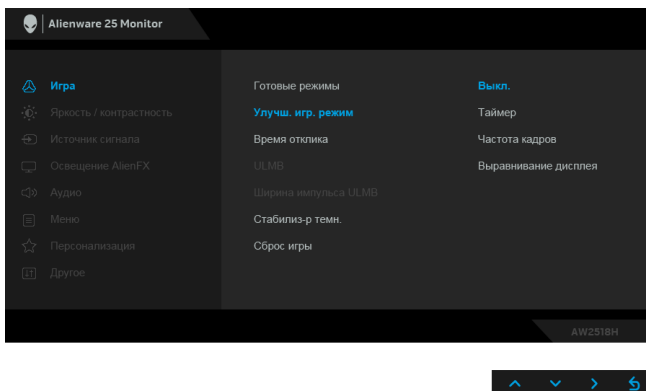 Alienware 25 Monitor
Игра
Яркость / контрастность
Источник сигнала
Освещение AlienFX
Аудио
Меню
Персонализация
Другое
Готовые режимы
Улучш. игр. режим
Время отклика
ULMB
Ширина импульса ULMB
Стабилиз-р темн.
Сброс игры
Выкл.
Таймер
Частота кадров
Выравнивание дисплея
AW2518H